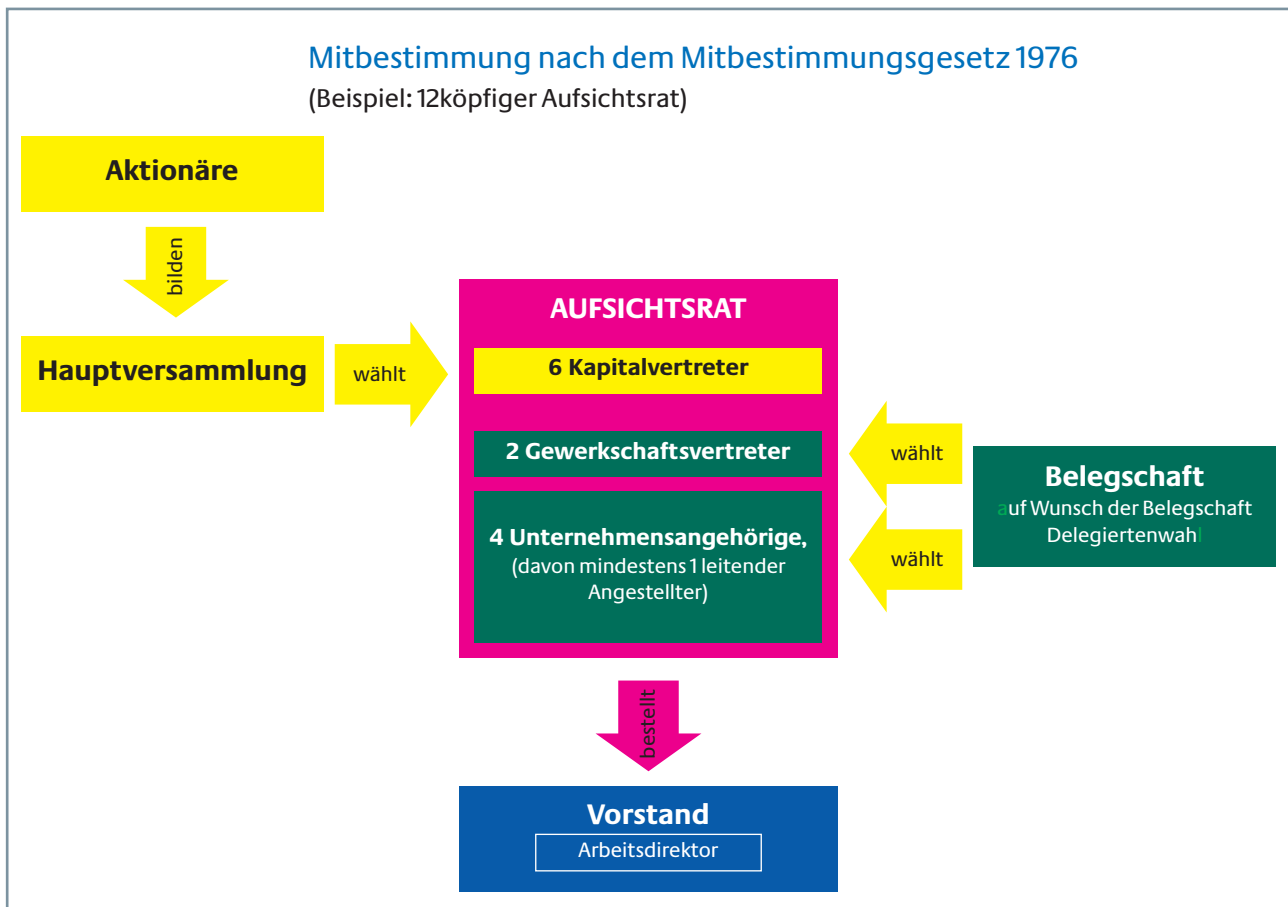 Mitbestimmung nach dem Mitbestimmungsgesetz 1976
(Beispiel: 12köpfiger Aufsichtsrat)
Aktionäre
bilden
Hauptversammlung
wählt
AUFSICHTSRAT
6 Kapitalvertreter
2 Gewerkschaftsvertreter
4 Unternehmensangehörige,
(davon mindestens 1 leitender
Angestellter)
wählt
wählt
Belegschaft
auf Wunsch der Belegschaft
Delegiertenwahl
bestellt
Vorstand
Arbeitsdirektor